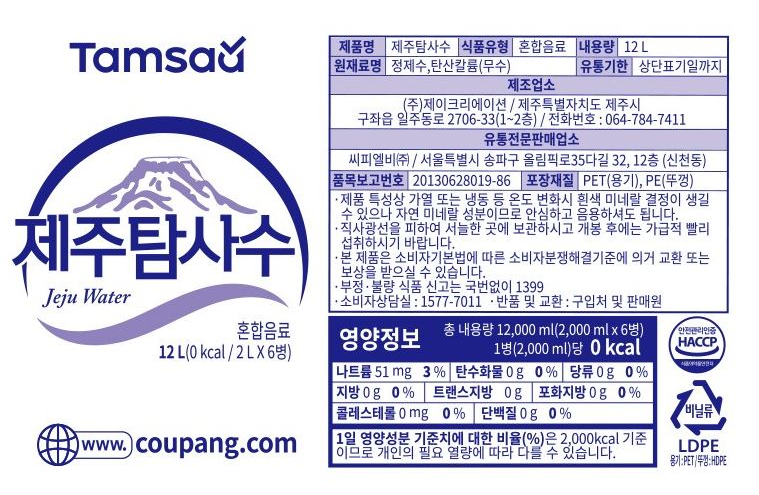 Tamsaū
제주탐사수
Jeju Water
혼합음료
12 L(0 kcal / 2 L X 6병)
www. coupang.com
제품명 제주탐사수 식품유형 혼합음료 내용량 12 L
원재료명 정제수,탄산칼륨(무수) 유통기한 상단표기일까지
제조업소
(주)제이크리에이션 / 제주특별자치도 제주시
구좌읍 일주동로 2706-33(1~2층) / 전화번호 : 064-784-7411
유통전문판매업소
씨피엘비㈜ / 서울특별시 송파구 올림픽로35다길 32, 12층 (신천동)
품목보고번호 20130628019-86 포장재질 PET(용기), PE(뚜껑)
·제품 특성상 가열 또는 냉동 등 온도 변화시 흰색 미네랄 결정이 생길
수 있으나 자연 미네랄 성분이므로 안심하고 음용하셔도 됩니다.
·직사광선을 피하여 서늘한 곳에 보관하시고 개봉 후에는 가급적 빨리
섭취하시기 바랍니다.
·본 제품은 소비자기본법에 따른 소비자분쟁해결기준에 의거 교환 또는
보상을 받으실 수 있습니다.
·부정·불량 식품 신고는 국번없이 1399
·소비자상담실 : 1577-7011 ·반품 및 교환 : 구입처 및 판매원
영양정보
총 내용량 12,000 ml(2,000 ml x 6병)
1병(2,000 ml)당 0 kcal
나트륨 51 mg 3 % 탄수화물 0 g 0 % 당류 0 g 0 %
지방 0 g 0 % 트랜스지방 0 g 포화지방 0 g 0 %
콜레스테롤 0 mg 0 % 단백질 0 g 0 %
1일 영양성분 기준치에 대한 비율(%)은 2,000kcal 기준
이므로 개인의 필요 열량에 따라 다를 수 있습니다.
안전관리인증
HACCP
식품의약품안전처
비닐류
LDPE
용기:PET/뚜껑:HDPE